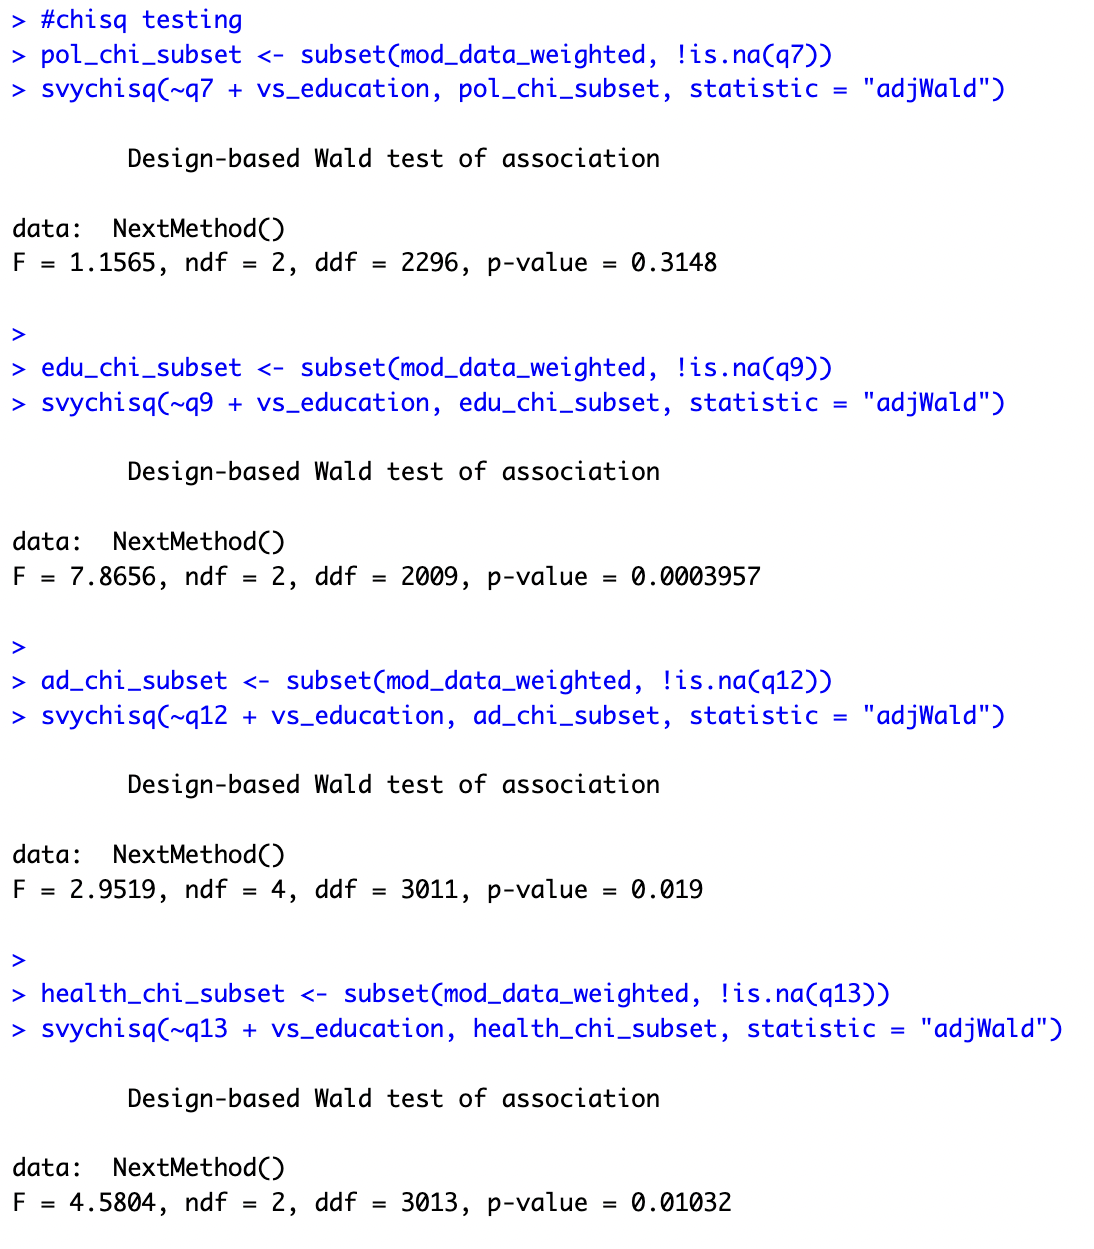 > #chisq testing
> pol_chi_subset <- subset(mod_data_weighted, !is.na(q7))
> svychisq(~q7 + vs_education, pol_chi_subset, statistic = "adjWald")
Design-based Wald test of association
data:  NextMethod()
F = 1.1565, ndf = 2, ddf = 2296, p-value = 0.3148
>
> edu_chi_subset <- subset(mod_data_weighted, !is.na(q9))
> svychisq(~q9 + vs_education, edu_chi_subset, statistic = "adjWald")
Design-based Wald test of association
data:  NextMethod()
F = 7.8656, ndf = 2, ddf = 2009, p-value = 0.0003957
>
> ad_chi_subset <- subset(mod_data_weighted, !is.na(q12))
> svychisq(~q12 + vs_education, ad_chi_subset, statistic = "adjWald")
Design-based Wald test of association
data:  NextMethod()
F = 2.9519, ndf = 4, ddf = 3011, p-value = 0.019
>
> health_chi_subset <- subset(mod_data_weighted, !is.na(q13))
> svychisq(~q13 + vs_education, health_chi_subset, statistic = "adjWald")
Design-based Wald test of association
data:  NextMethod()
F = 4.5804, ndf = 2, ddf = 3013, p-value = 0.01032